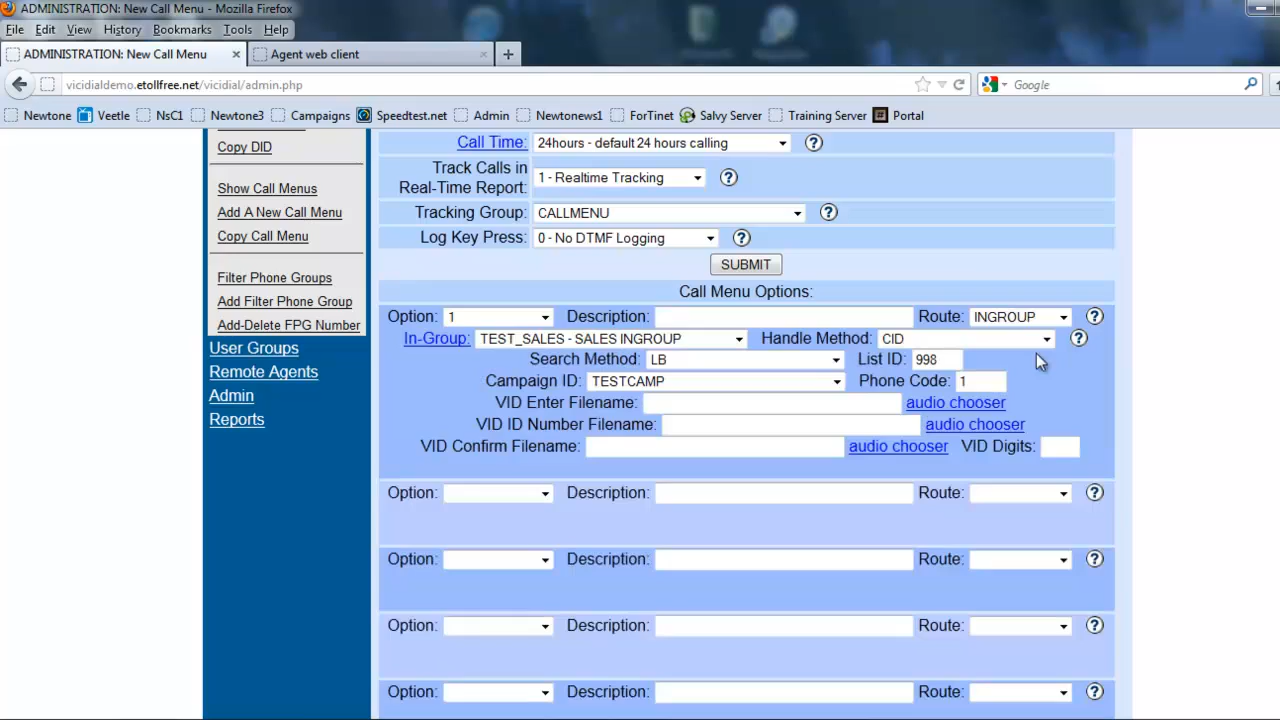 ADMINISTRATION: New Call Menu - Mozilla Firefox
File Edit View History Bookmarks Tools Help
ADMINISTRATION: New Call Menu × Agent web client × +
vicidialdemo.etollfree.net/vicidial/admin.php Google
Newtone Veetle NsC1 Newtone3 Campaigns Speedtest.net Admin Newtonews1 ForTinet Salvy Server Training Server Portal
Copy DID
Show Call Menus
Add A New Call Menu
Copy Call Menu
Filter Phone Groups
Add Filter Phone Group
Add-Delete FPG Number
User Groups
Remote Agents
Admin
Reports
Call Time: 24hours - default 24 hours calling ?
Track Calls in
Real-Time Report: 1 - Realtime Tracking ?
Tracking Group: CALLMENU ?
Log Key Press: 0 - No DTMF Logging ?
SUBMIT
Call Menu Options:
Option: 1 Description: Route: INGROUP ?
In-Group: TEST_SALES - SALES INGROUP Handle Method: CID ?
Search Method: LB List ID: 998
Campaign ID: TESTCAMP Phone Code: 1
VID Enter Filename: audio chooser
VID ID Number Filename: audio chooser
VID Confirm Filename: audio chooser VID Digits:
Option: Description: Route: ?
Option: Description: Route: ?
Option: Description: Route: ?
Option: Description: Route: ?